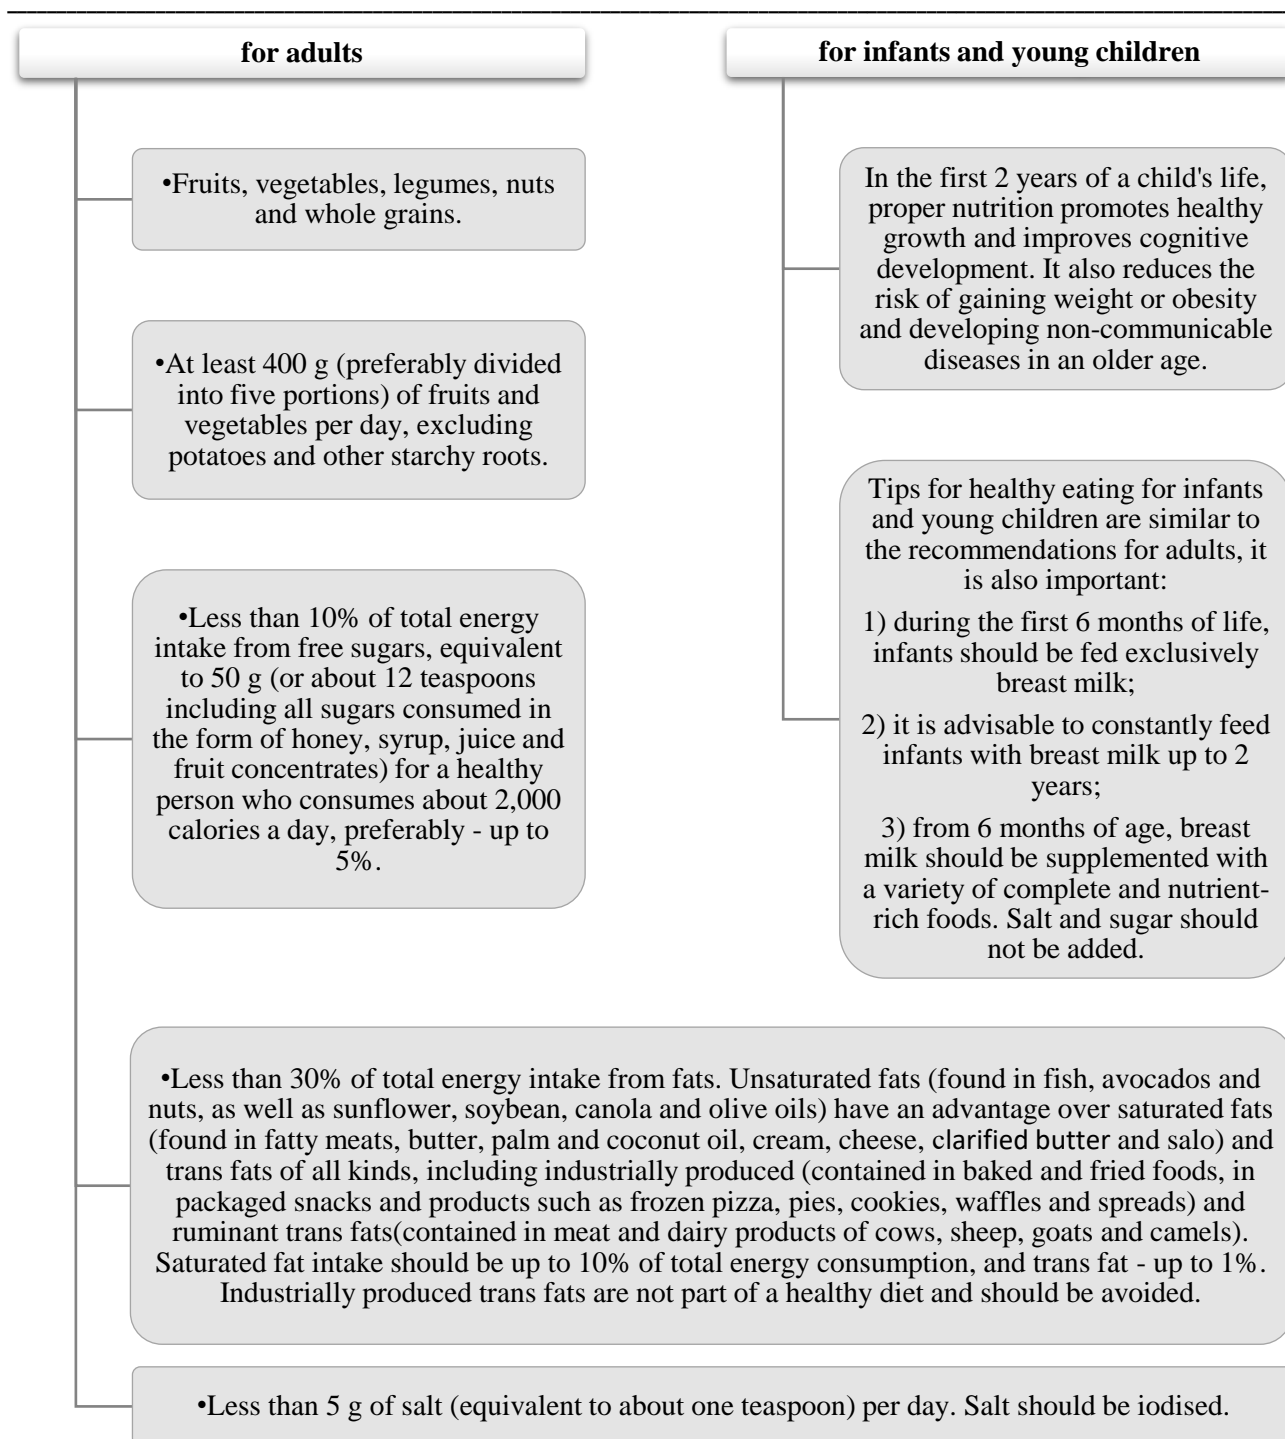 for adults
•Fruits, vegetables, legumes, nuts
and whole grains.
•At least 400 g (preferably divided
into five portions) of fruits and
vegetables per day, excluding
potatoes and other starchy roots.
•Less than 10% of total energy
intake from free sugars, equivalent
to 50 g (or about 12 teaspoons
including all sugars consumed in
the form of honey, syrup, juice and
fruit concentrates) for a healthy
person who consumes about 2,000
calories a day, preferably - up to
5%.
for infants and young children
In the first 2 years of a child's life,
proper nutrition promotes healthy
growth and improves cognitive
development. It also reduces the
risk of gaining weight or obesity
and developing non-communicable
diseases in an older age.
Tips for healthy eating for infants
and young children are similar to
the recommendations for adults, it
is also important:
1) during the first 6 months of life,
infants should be fed exclusively
breast milk;
2) it is advisable to constantly feed
infants with breast milk up to 2
years;
3) from 6 months of age, breast
milk should be supplemented with
a variety of complete and nutrient-
rich foods. Salt and sugar should
not be added.
•Less than 30% of total energy intake from fats. Unsaturated fats (found in fish, avocados and
nuts, as well as sunflower, soybean, canola and olive oils) have an advantage over saturated fats
(found in fatty meats, butter, palm and coconut oil, cream, cheese, clarified butter and salo) and
trans fats of all kinds, including industrially produced (contained in baked and fried foods, in
packaged snacks and products such as frozen pizza, pies, cookies, waffles and spreads) and
ruminant trans fats(contained in meat and dairy products of cows, sheep, goats and camels).
Saturated fat intake should be up to 10% of total energy consumption, and trans fat - up to 1%.
Industrially produced trans fats are not part of a healthy diet and should be avoided.
•Less than 5 g of salt (equivalent to about one teaspoon) per day. Salt should be iodised.